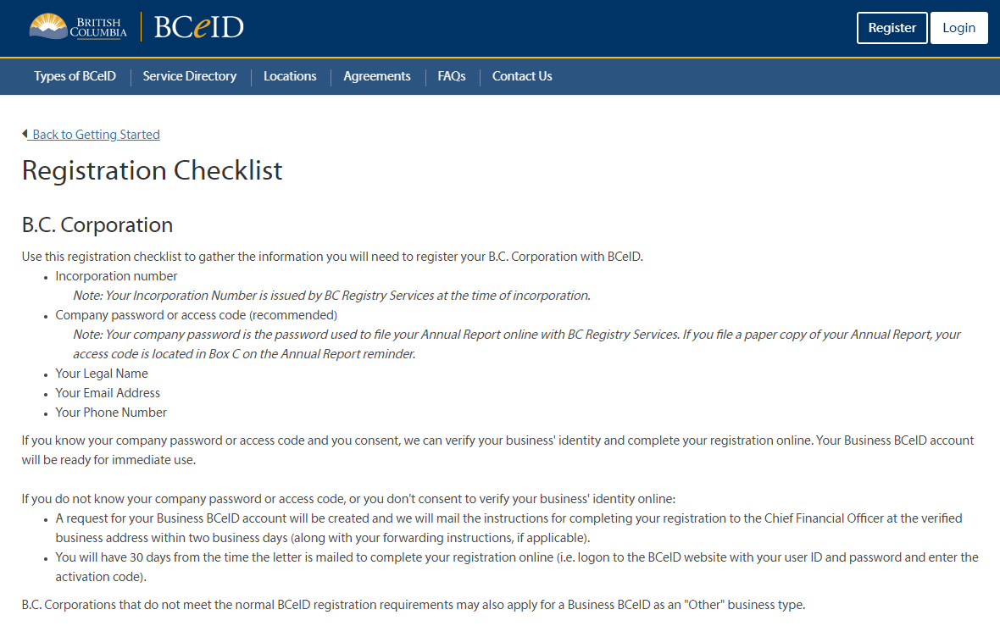 BRITISH COLUMBIA
BCeID
Register
Login
Types of BCeID
Service Directory
Locations
Agreements
FAQs
Contact Us
Back to Getting Started
Registration Checklist
B.C. Corporation
Use this registration checklist to gather the information you will need to register your B.C. Corporation with BCeID.
• Incorporation number
Note: Your Incorporation Number is issued by BC Registry Services at the time of incorporation.
• Company password or access code (recommended)
Note: Your company password is the password used to file your Annual Report online with BC Registry Services. If you file a paper copy of your Annual Report, your
access code is located in Box C on the Annual Report reminder.
• Your Legal Name
• Your Email Address
• Your Phone Number
If you know your company password or access code and you consent, we can verify your business' identity and complete your registration online. Your Business BCeID account
will be ready for immediate use.
If you do not know your company password or access code, or you don't consent to verify your business' identity online:
• A request for your Business BCeID account will be created and we will mail the instructions for completing your registration to the Chief Financial Officer at the verified
business address within two business days (along with your forwarding instructions, if applicable).
• You will have 30 days from the time the letter is mailed to complete your registration online (i.e. logon to the BCeID website with your user ID and password and enter the
activation code).
B.C. Corporations that do not meet the normal BCeID registration requirements may also apply for a Business BCeID as an "Other" business type.